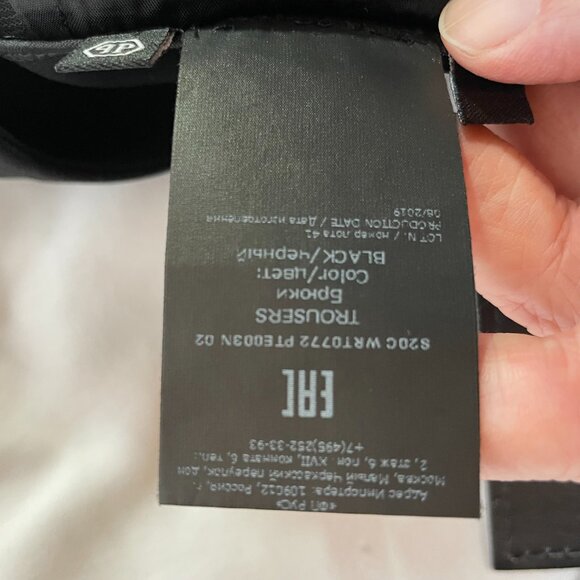 «ФП Рус»
Адрес Импортера: 109012, Россия, г.
Москва, Малый Черкасский переулок, дом
2, этаж 6, пом. XVII, комната 6, тел.:
+7(495)252-33-93
EAC
S20C WRT0772 PTE003N 02
TROUSERS
Брюки
Color/цвет:
BLACK/черный
LOT N. / номер лота 41
PRODUCTION DATE / Дата изготовления
08/2019